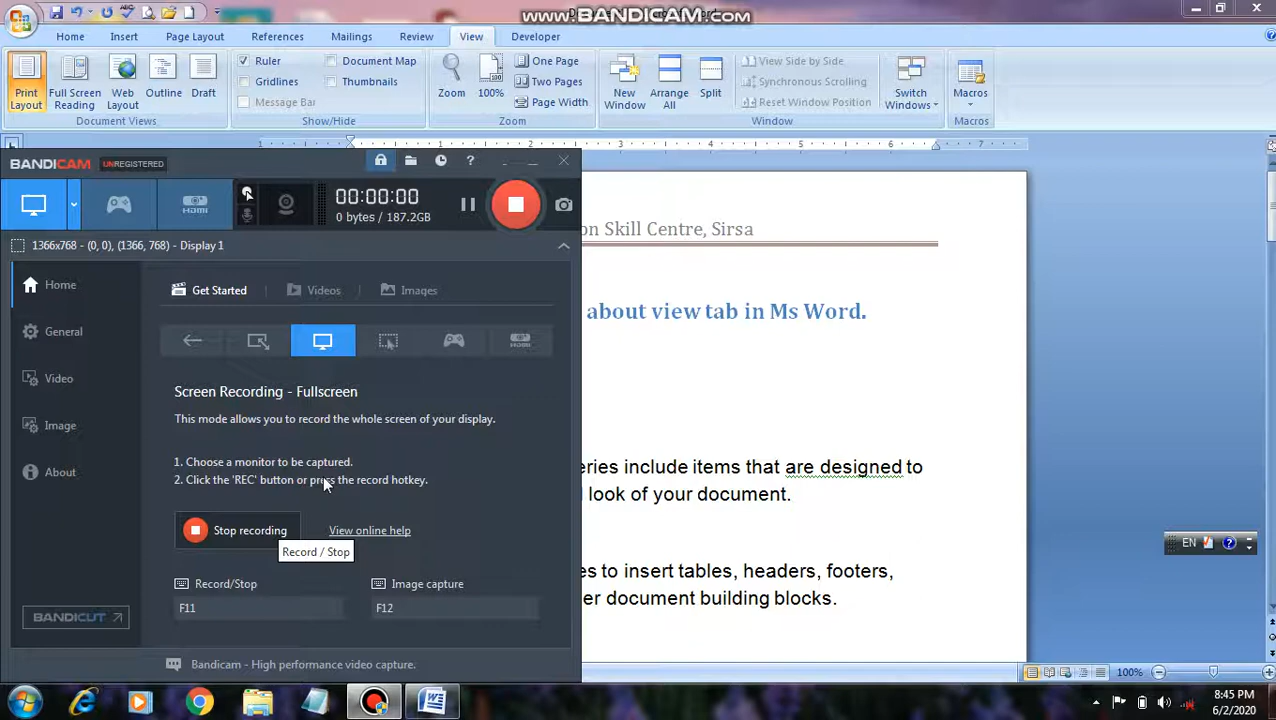 www.BANDICAM.com
Home Insert Page Layout References Mailings Review View Developer
Print Layout
Full Screen Reading
Web Layout
Outline
Draft
Document Views
Ruler
Gridlines
Message Bar
Document Map
Thumbnails
Show/Hide
Zoom
100%
One Page
Two Pages
Page Width
Zoom
New Window
Arrange All
Split
View Side by Side
Synchronous Scrolling
Reset Window Position
Window
Switch Windows
Macros
Macros
1 3 4 5 6 7
BANDICAM UNREGISTERED
HDMI
00:00:00
0 bytes / 187.2GB
1366x768 - (0, 0), (1366, 768) - Display 1
Home
General
Video
Image
About
BANDICUT
Get Started
Videos
Images
HDMI
Screen Recording - Fullscreen
This mode allows you to record the whole screen of your display.
1. Choose a monitor to be captured.
2. Click the 'REC' button or press the record hotkey.
Stop recording
View online help
Record / Stop
Record/Stop
Image capture
F11
F12
Bandicam - High performance video capture.
on Skill Centre, Sirsa
about view tab in Ms Word.
eries include items that are designed to
l look of your document.
es to insert tables, headers, footers,
er document building blocks.
EN
100%
8:45 PM
6/2/2020